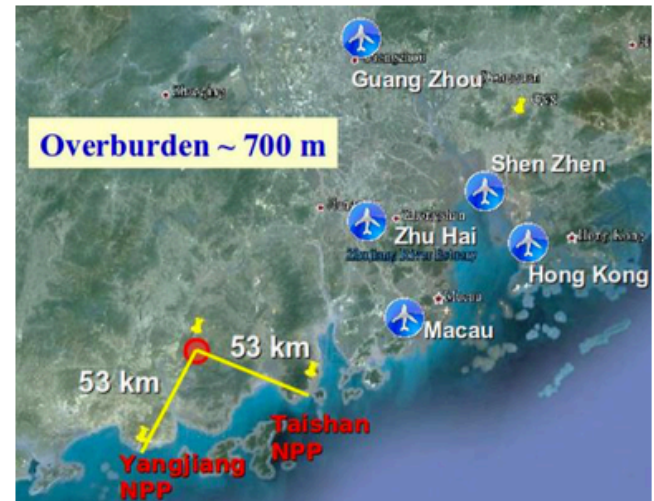 Guang Zhou
Overburden ~ 700 m
Shen Zhen
Zhu Hai
Hong Kong
Macau
53 km
53 km
Taishan
NPP
Yangjiang
NPP